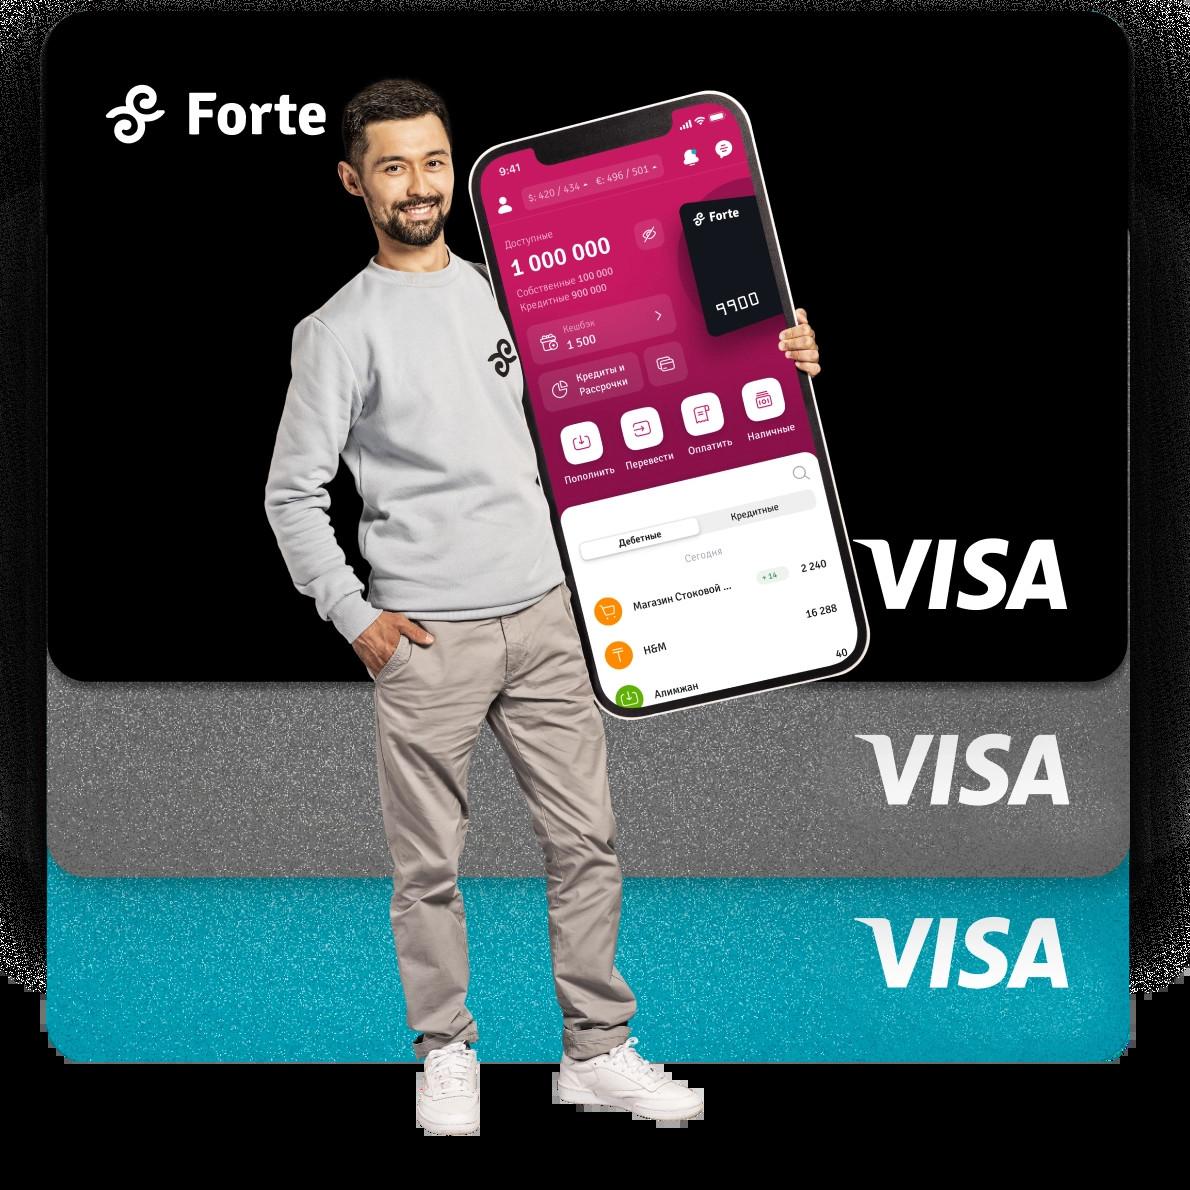 Forte
9:41
$: 420 / 434 €: 496 / 501
Доступные
1 000 000
Собственные 100 000
Кредитные 900 000
Forte
9900
Кешбэк
1 500
Кредиты и
Рассрочки
Пополнить
Перевести
Оплатить
Наличные
Дебетные
Кредитные
Сегодня
Магазин Стоковой ...
+ 14
2 240
H&M
16 288
Алимжан
40
VISA
VISA
VISA